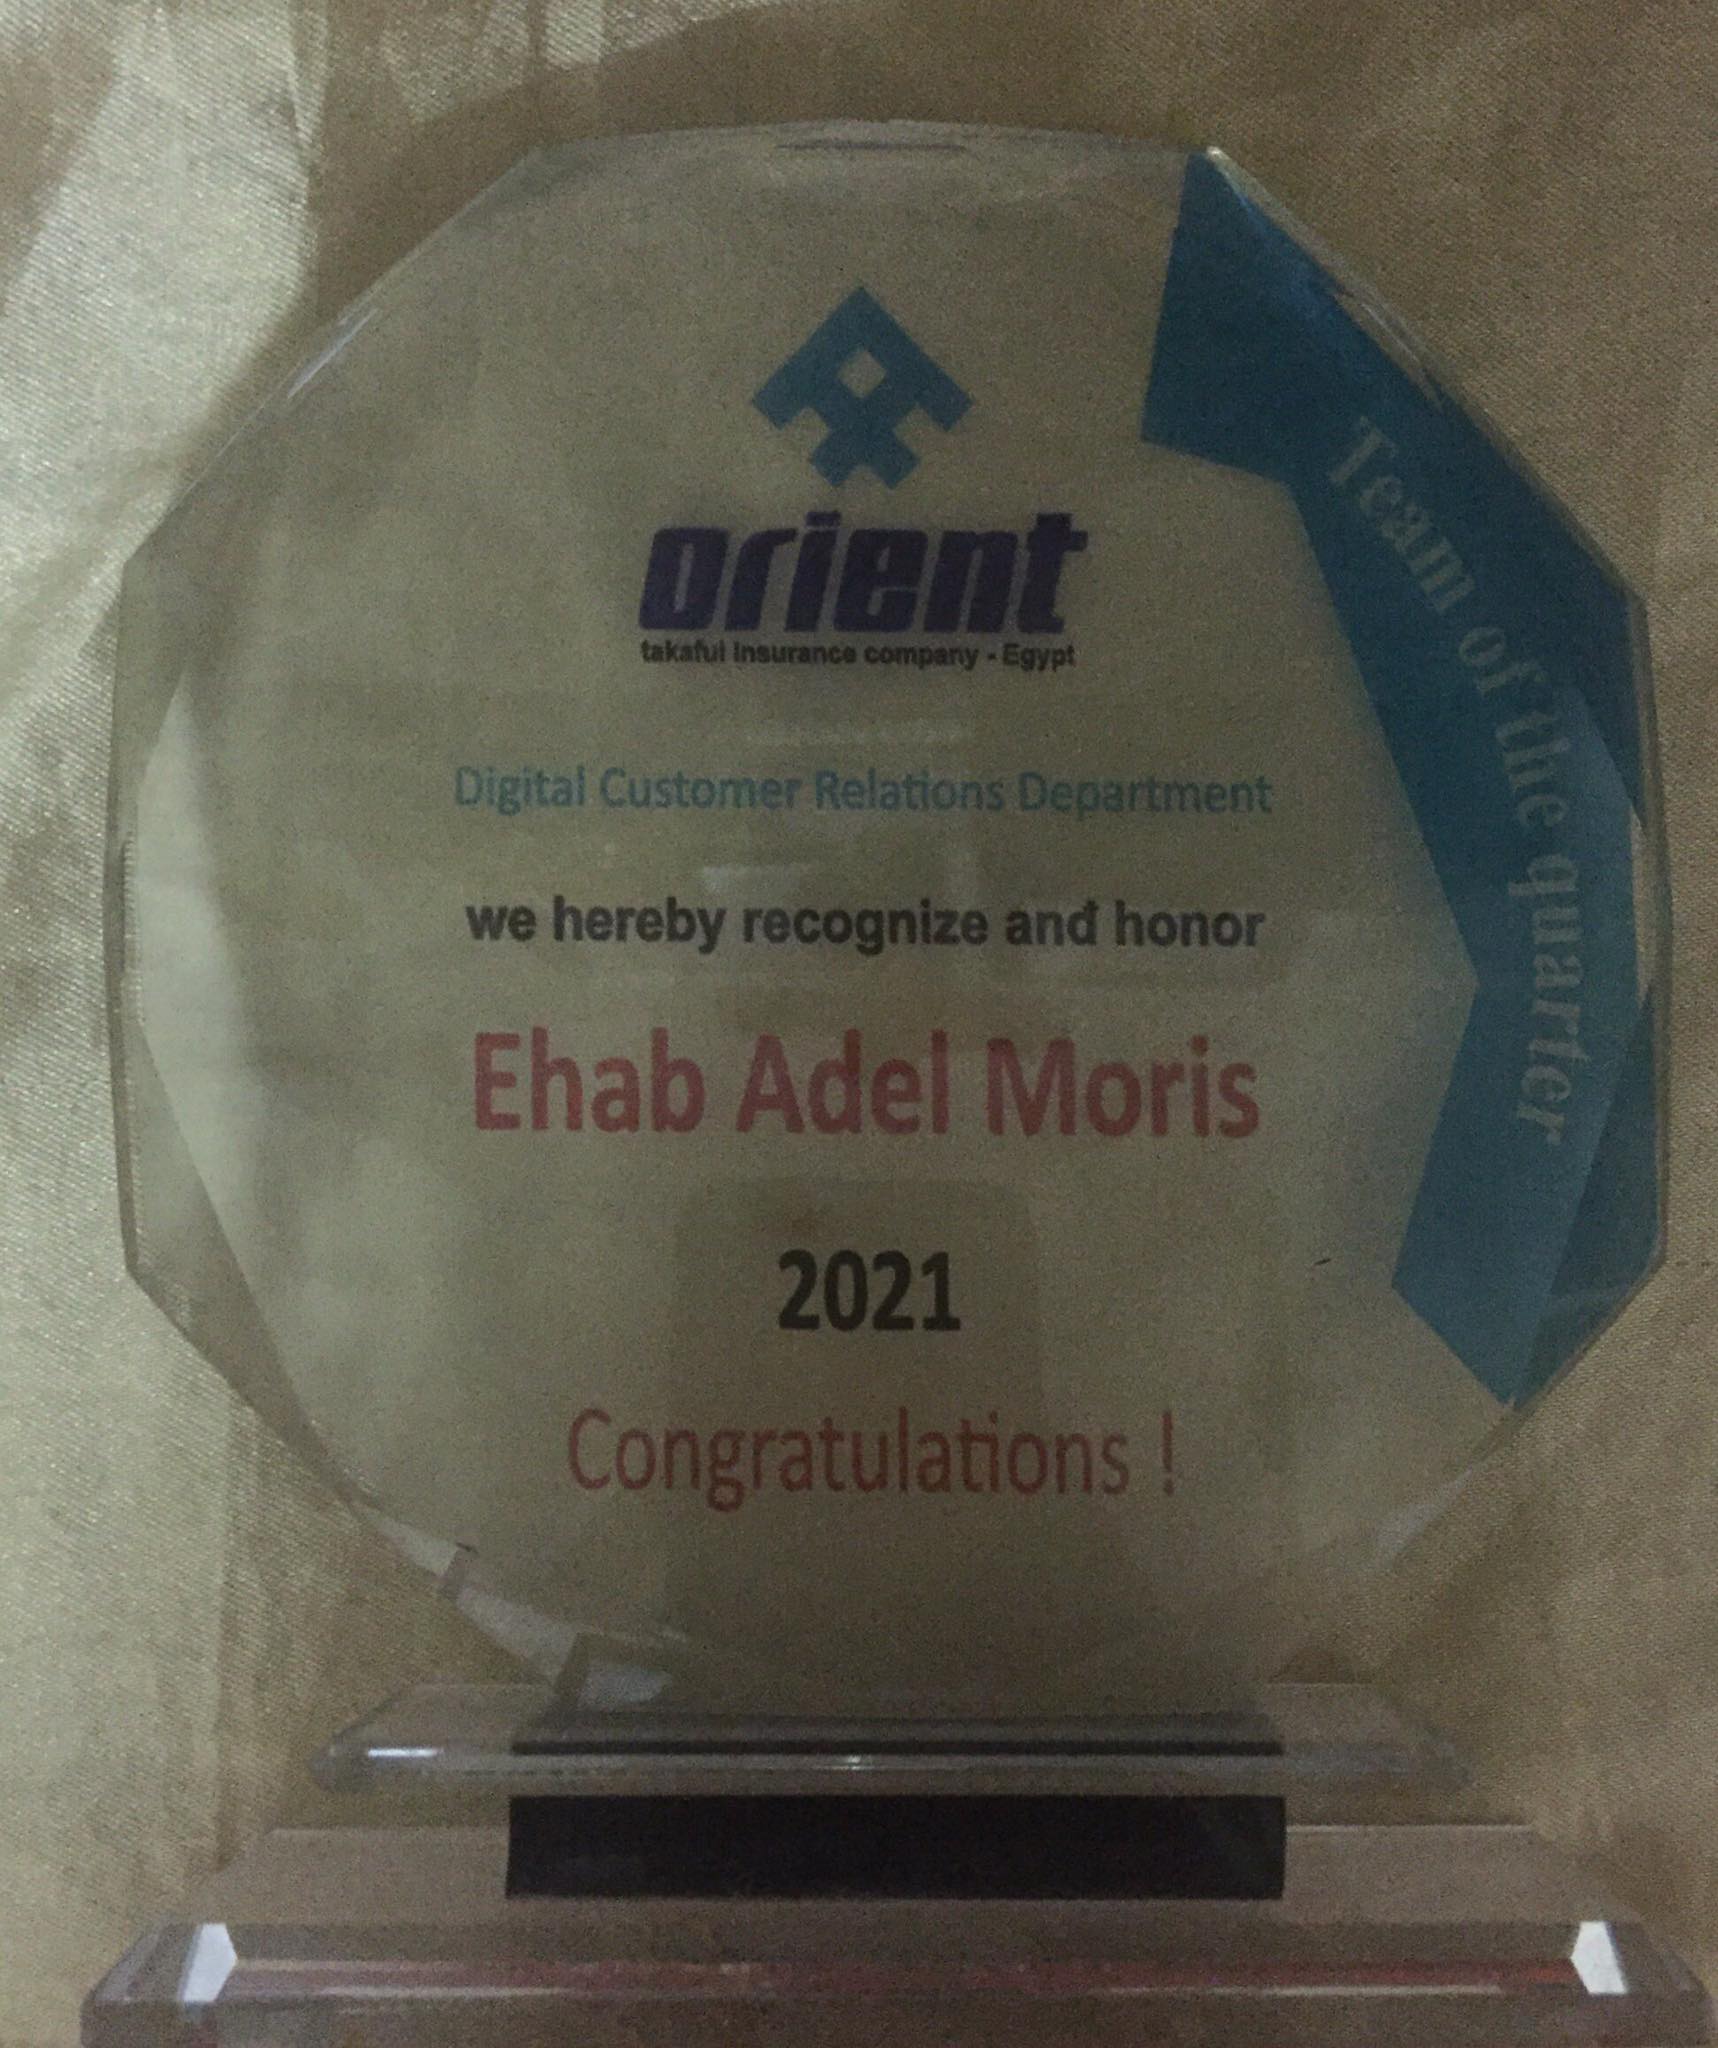 orient
takaful insurance company - Egypt
Digital Customer Relations Department
we hereby recognize and honor
Ehab Adel Moris
2021
Congratulations !
Team of the quarter